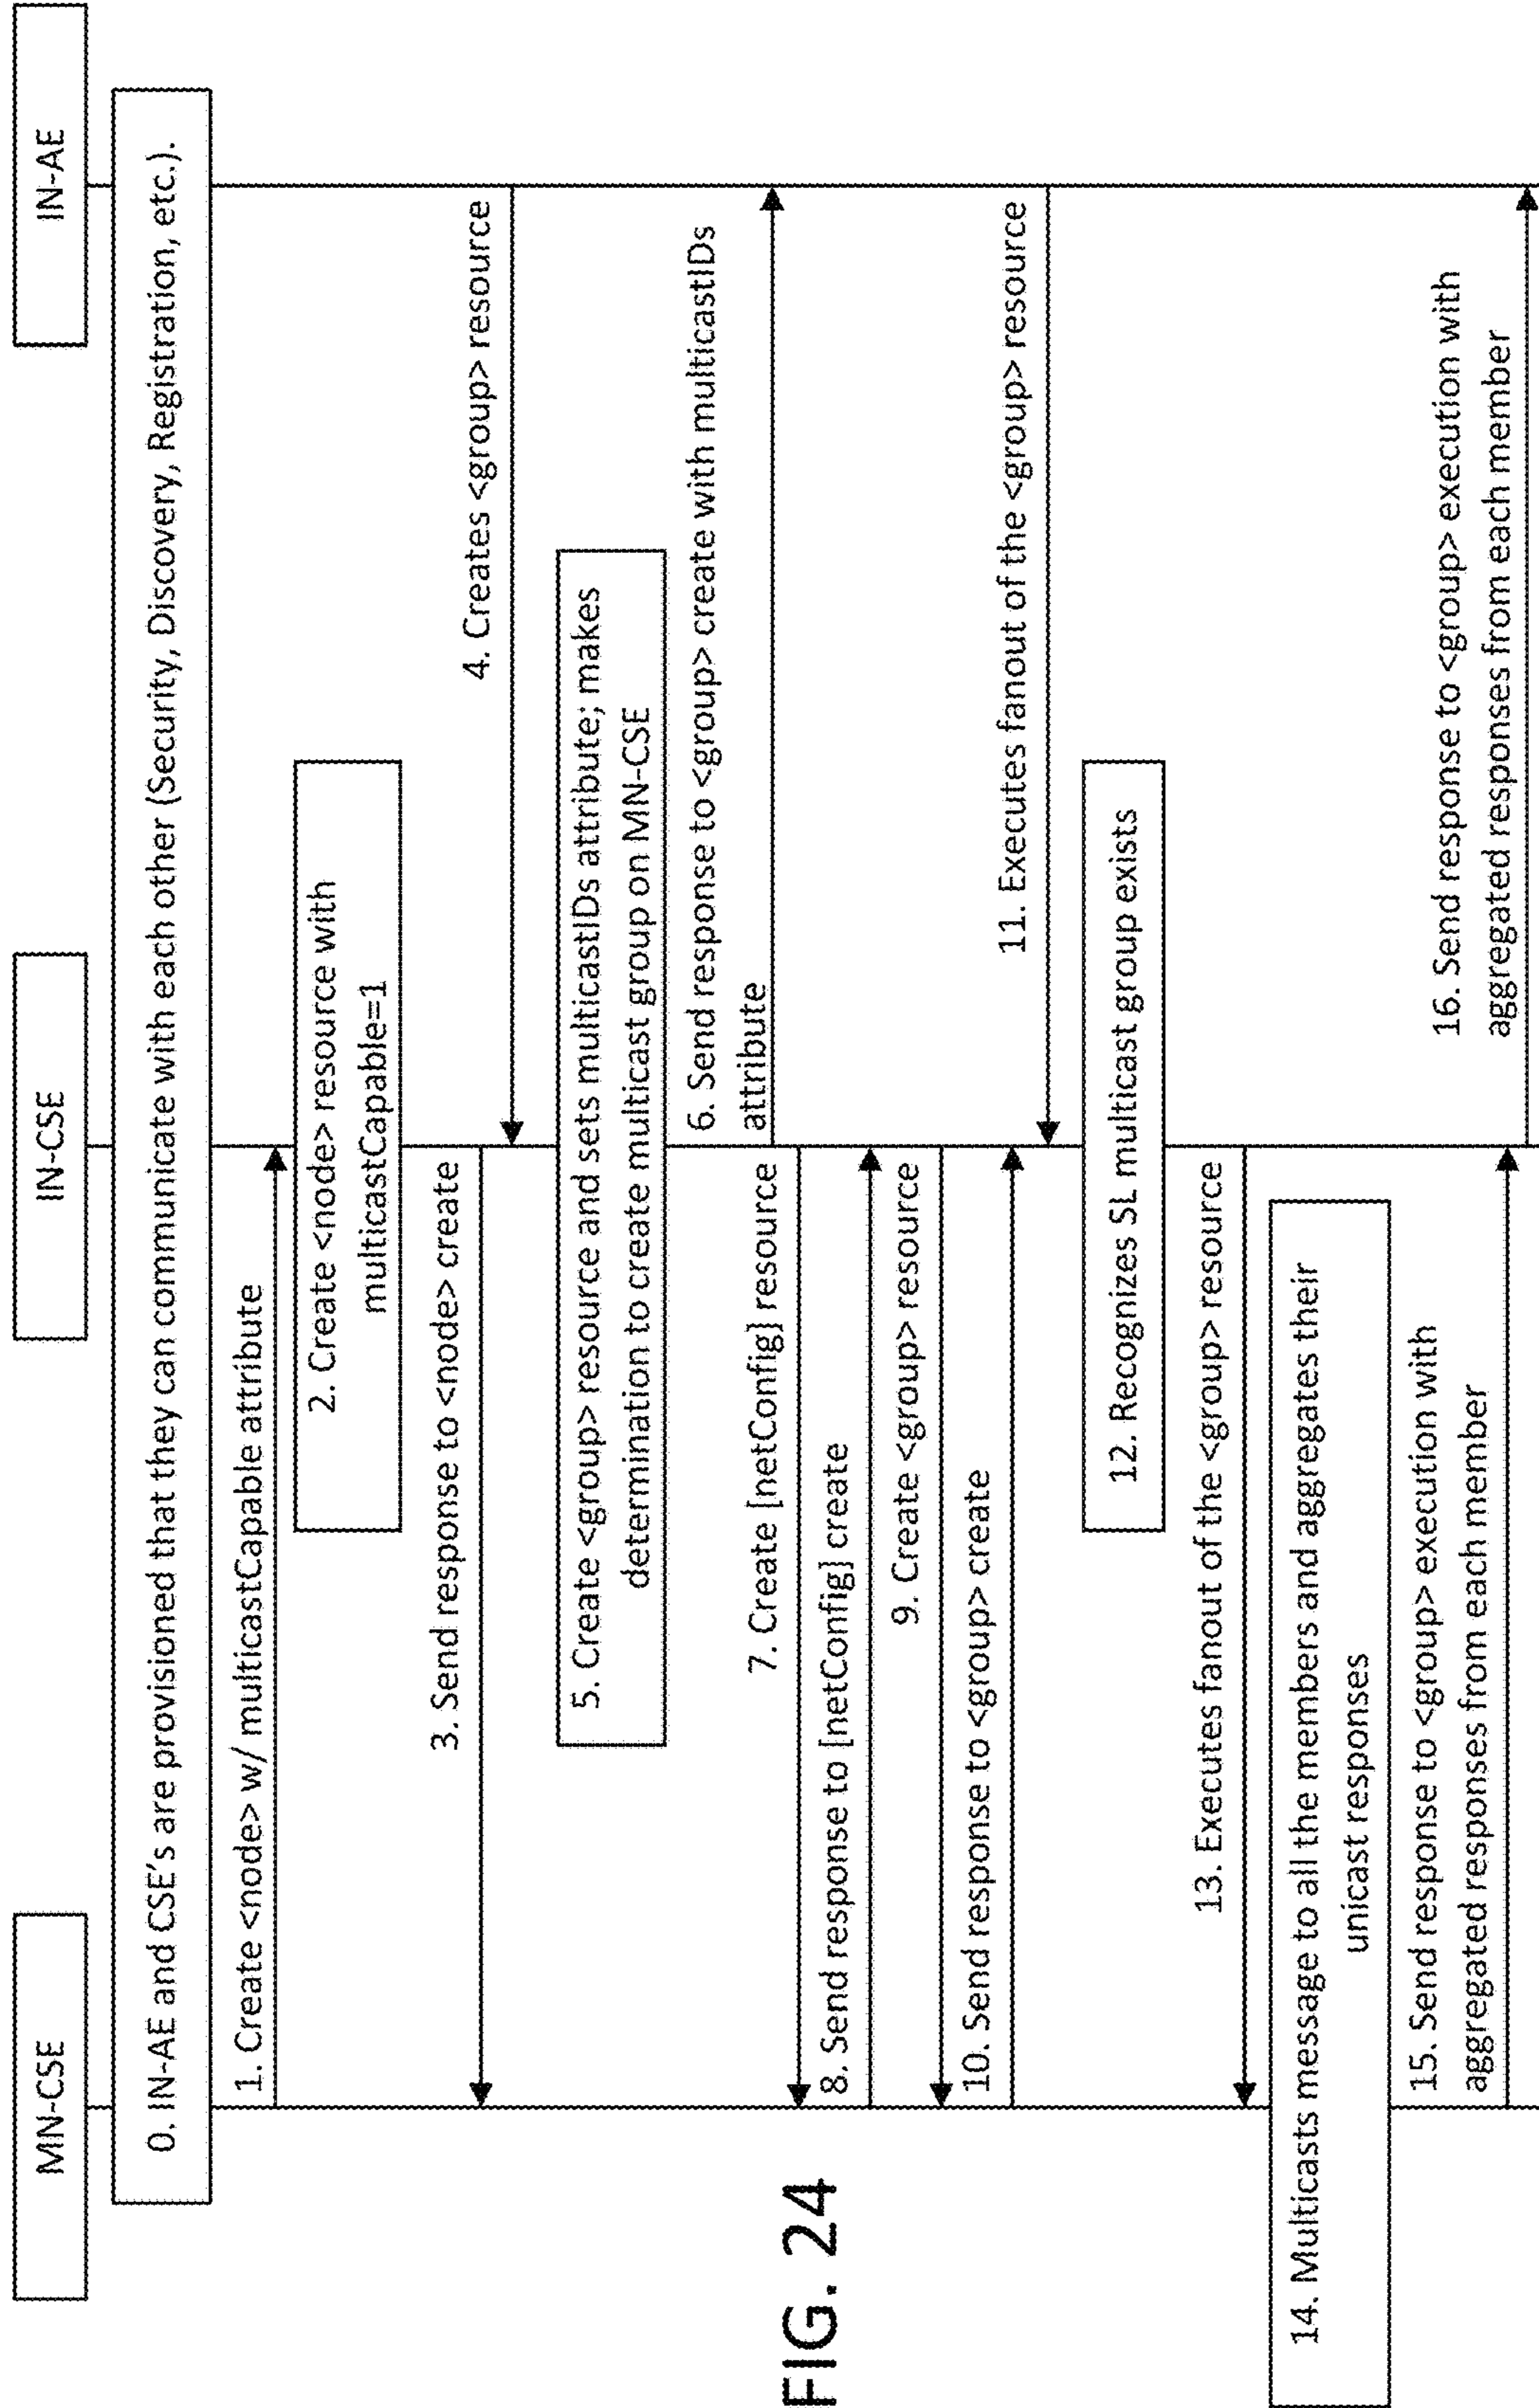 MN-CSE
IN-CSE
IN-AE
0. IN-AE and CSE's are provisioned that they can communicate with each other (Security, Discovery, Registration, etc.).
1. Create <node> w/ multicastCapable attribute
2. Create <node> resource with
multicastCapable=1
3. Send response to <node> create
4. Creates <group> resource
5. Create <group> resource and sets multicastIDs attribute; makes
determination to create multicast group on MN-CSE
6. Send response to <group> create with multicastIDs
attribute
7. Create [netConfig] resource
8. Send response to [netConfig] create
9. Create <group> resource
10. Send response to <group> create
11. Executes fanout of the <group> resource
12. Recognizes SL multicast group exists
13. Executes fanout of the <group> resource
14. Multicasts message to all the members and aggregates their
unicast responses
15. Send response to <group> execution with
aggregated responses from each member
16. Send response to <group> execution with
aggregated responses from each member
FIG. 24